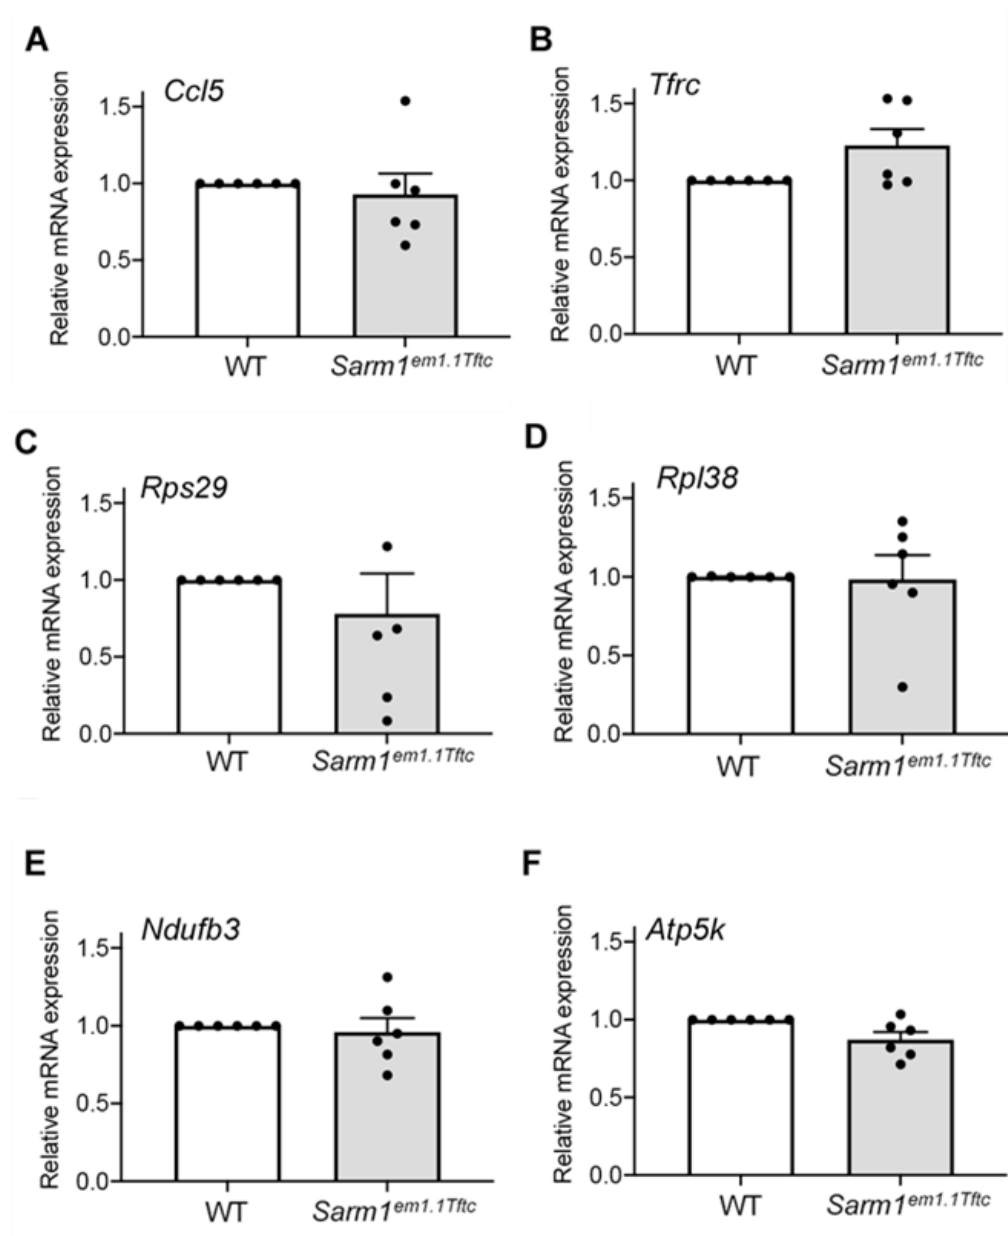 A
Ccl5
Relative mRNA expression
1.5
1.0
0.5
0.0
WT
Sarm1em1.1Tftc
B
Tfrc
Relative mRNA expression
1.5
1.0
0.5
0.0
WT
Sarm1em1.1Tftc
C
Rps29
Relative mRNA expression
1.5
1.0
0.5
0.0
WT
Sarm1em1.1Tftc
D
Rpl38
Relative mRNA expression
1.5
1.0
0.5
0.0
WT
Sarm1em1.1Tftc
E
Ndufb3
Relative mRNA expression
1.5
1.0
0.5
0.0
WT
Sarm1em1.1Tftc
F
Atp5k
Relative mRNA expression
1.5
1.0
0.5
0.0
WT
Sarm1em1.1Tftc